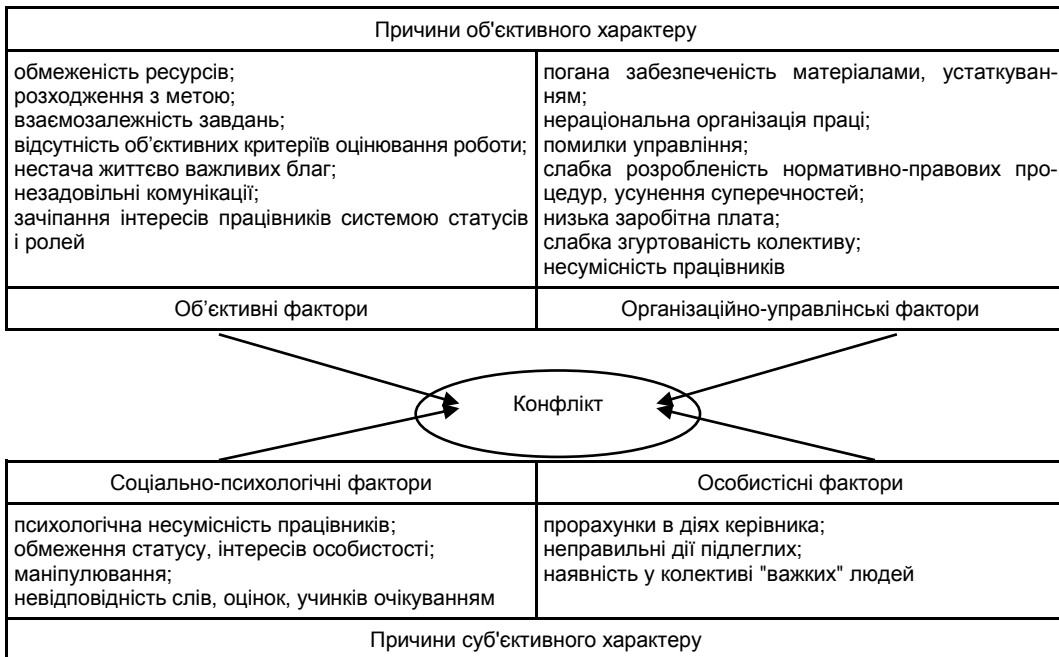 Причини об'єктивного характеру
обмеженість ресурсів;
розходження з метою;
взаємозалежність завдань;
відсутність об’єктивних критеріїв оцінювання роботи;
нестача життєво важливих благ;
незадовільні комунікації;
зачіпання інтересів працівників системою статусів
і ролей
погана забезпеченість матеріалами, устаткуван-
ням;
нераціональна організація праці;
помилки управління;
слабка розробленість нормативно-правових про-
цедур, усунення суперечностей;
низька заробітна плата;
слабка згуртованість колективу;
несумісність працівників
Об’єктивні фактори
Організаційно-управлінські фактори
Конфлікт
Соціально-психологічні фактори
Особистісні фактори
психологічна несумісність працівників;
обмеження статусу, інтересів особистості;
маніпулювання;
невідповідність слів, оцінок, учинків очікуванням
прорахунки в діях керівника;
неправильні дії підлеглих;
наявність у колективі "важких" людей
Причини суб'єктивного характеру